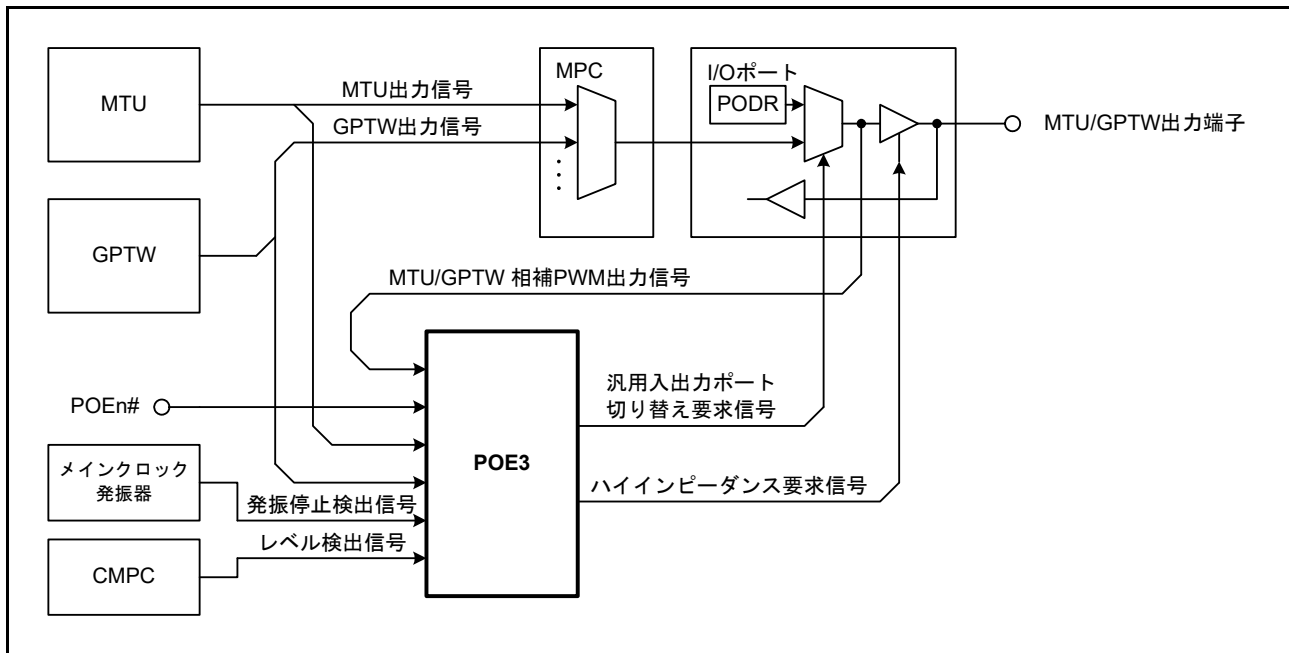 MTU
MTU出力信号
GPTW出力信号
MPC
I/Oポート
PODR
MTU/GPTW出力端子
GPTW
MTU/GPTW 相補PWM出力信号
POEn#
汎用入出力ポート
切り替え要求信号
POE3
メインクロック
発振器
発振停止検出信号
ハイインピーダンス要求信号
レベル検出信号
CMPC